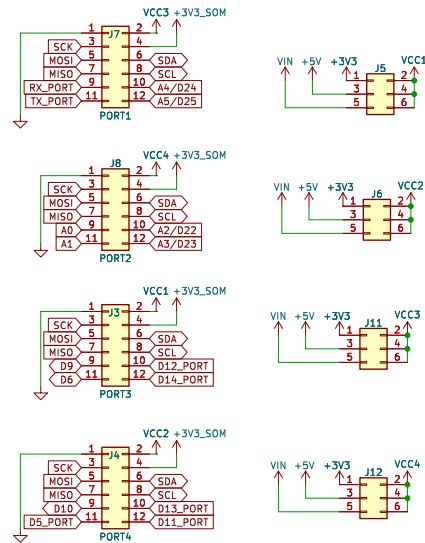 VCC3 +3V3_SOM
1 J7 2
SCK 3 4
MOSI 5 6 SDA
MISO 7 8 SCL
RX_PORT 9 10 A4/D24
TX_PORT 11 12 A5/D25
PORT1
VIN +5V +3V3 J5 VCC1
1 2
3 4
5 6
VCC4 +3V3_SOM
J8
1 2
SCK 3 4
MOSI 5 6 SDA
MISO 7 8 SCL
A0 9 10 A2/D22
A1 11 12 A3/D23
PORT2
VIN +5V +3V3 J6 VCC2
1 2
3 4
5 6
VCC1 +3V3_SOM
1 J3 2
SCK 3 4
MOSI 5 6 SDA
MISO 7 8 SCL
D9 9 10 D12_PORT
D6 11 12 D14_PORT
PORT3
VIN +5V +3V3 J11 VCC3
1 2
3 4
5 6
VCC2 +3V3_SOM
1 J4 2
SCK 3 4
MOSI 5 6 SDA
MISO 7 8 SCL
D10 9 10 D13_PORT
D5_PORT 11 12 D11_PORT
PORT4
VIN +5V +3V3 J12 VCC4
1 2
3 4
5 6